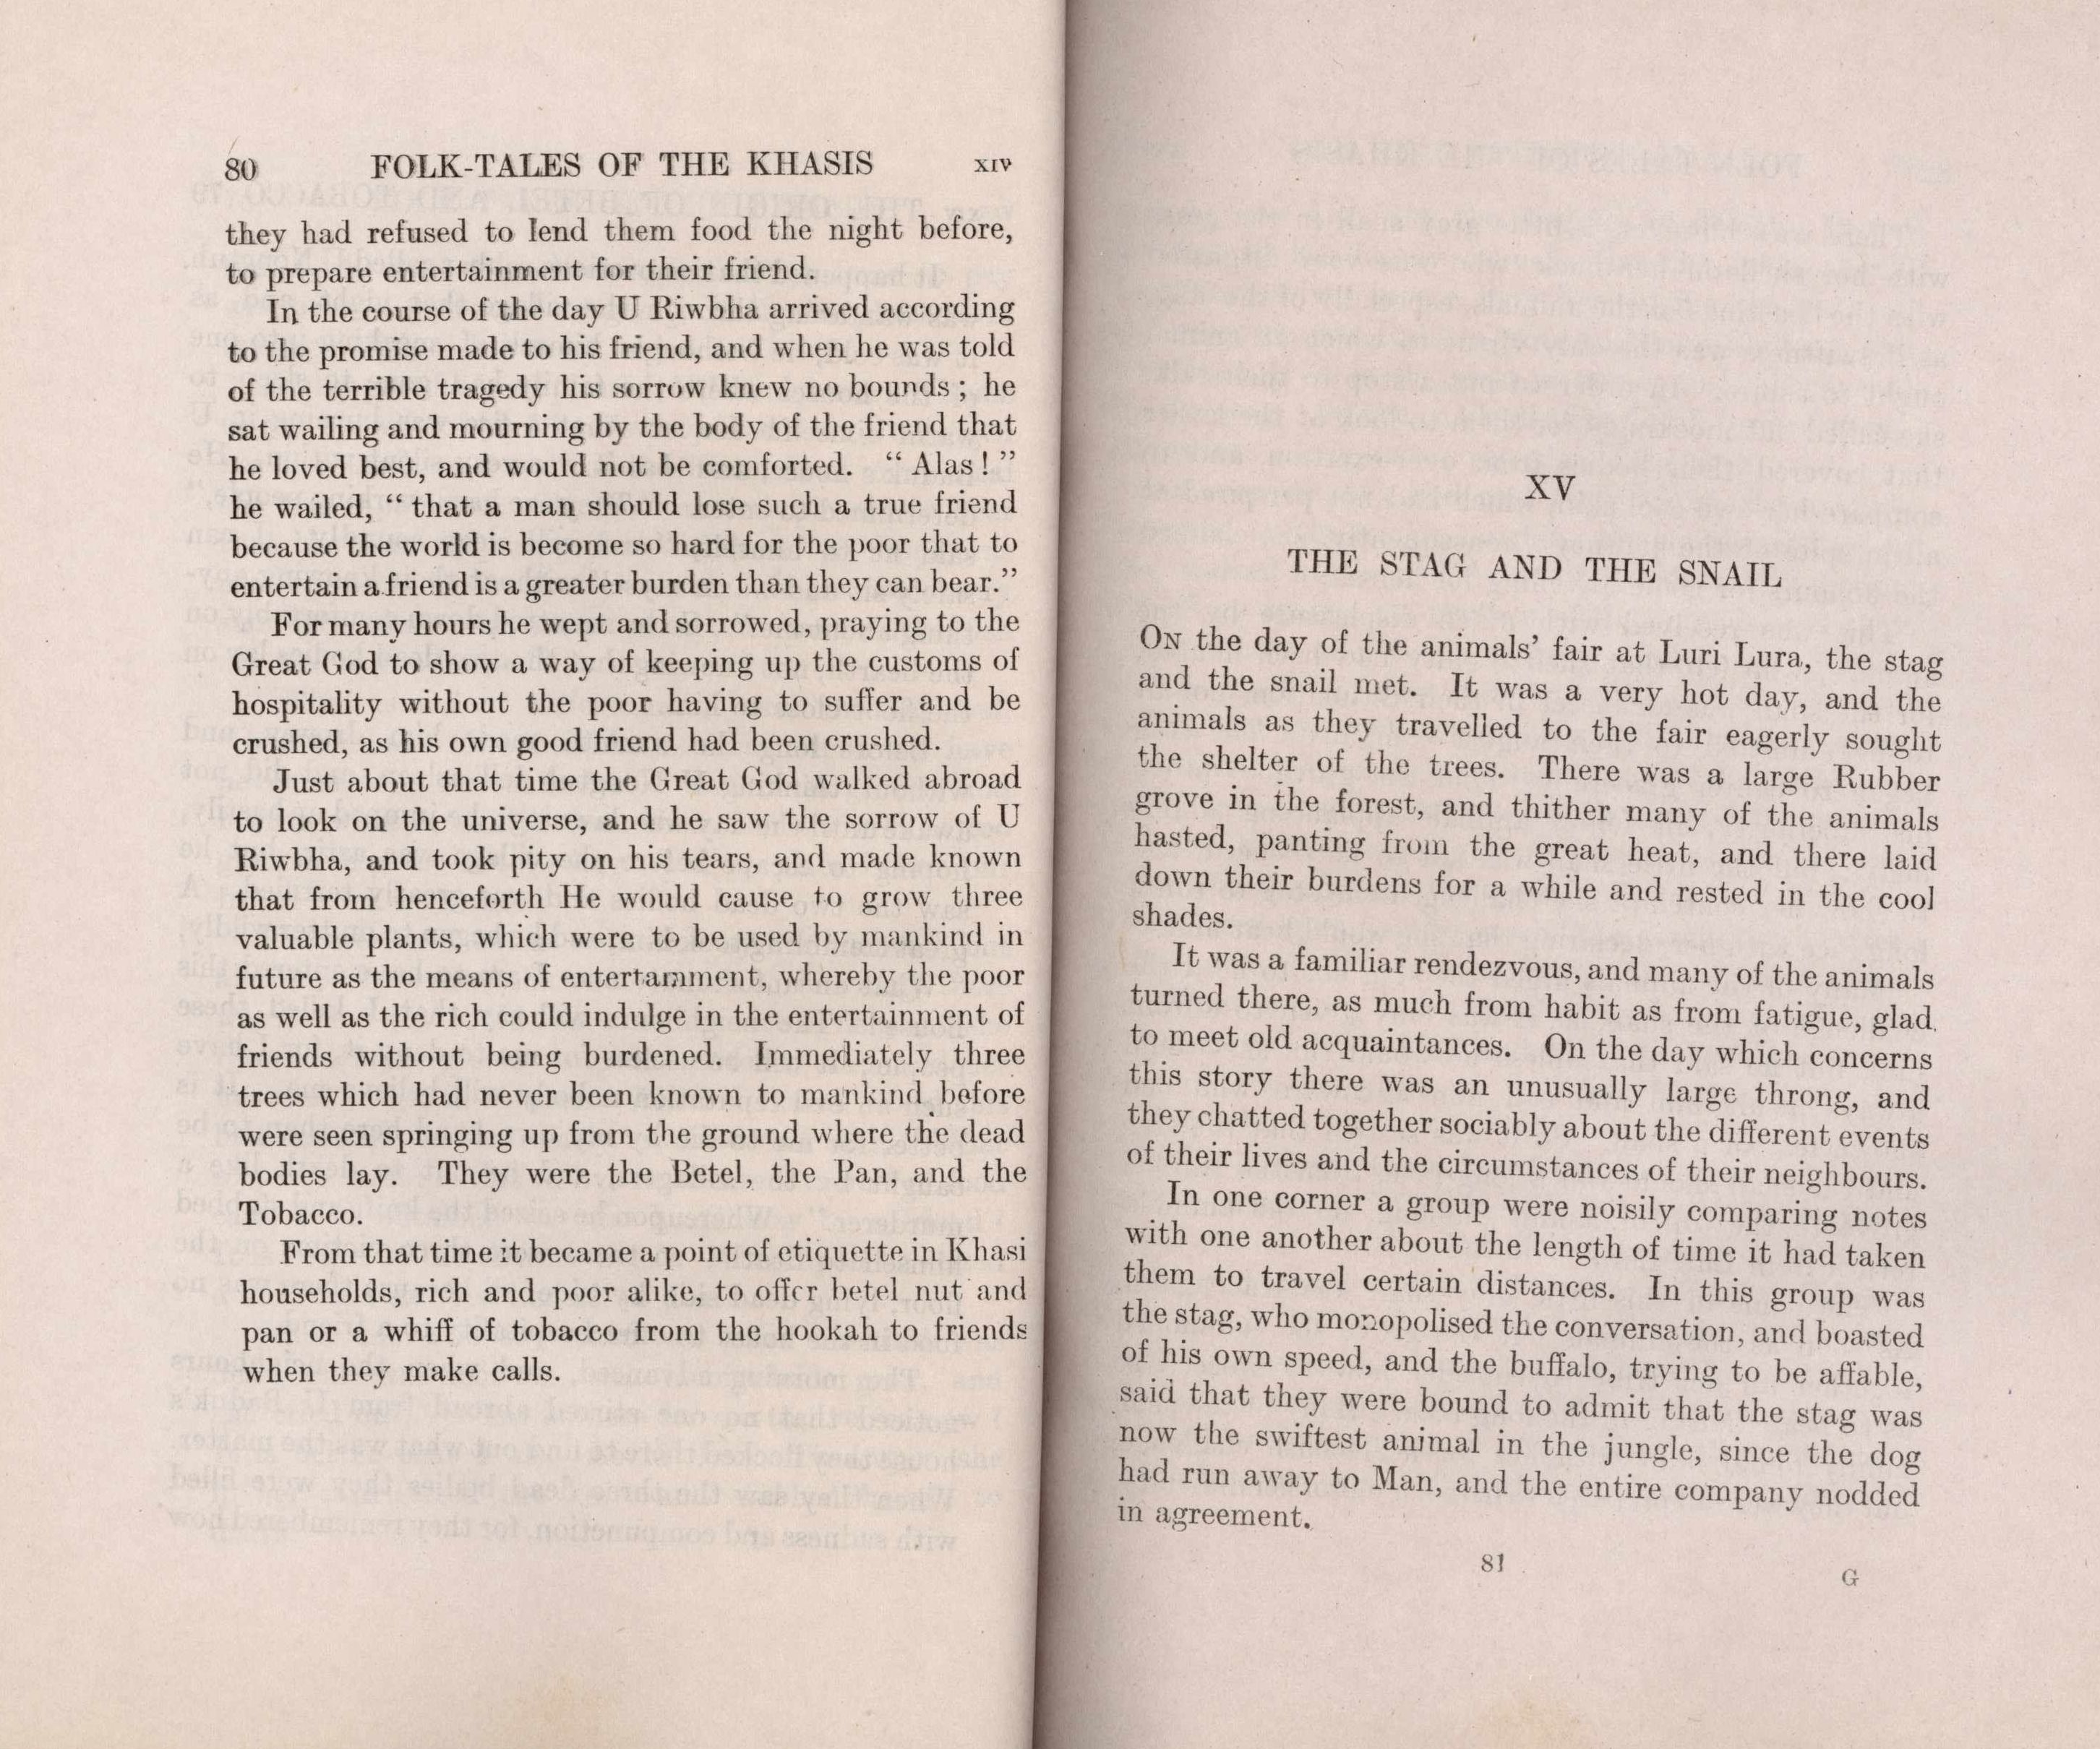 80 FOLK-TALES OF THE KHASIS XIV
they had refused to lend them food the night before,
to prepare entertainment for their friend.
In the course of the day U Riwbha arrived according
to the promise made to his friend, and when he was told
of the terrible tragedy his sorrow knew no bounds ; he
sat wailing and mourning by the body of the friend that
he loved best, and would not be comforted. “ Alas ! ”
he wailed, “ that a man should lose such a true friend
because the world is become so hard for the poor that to
entertain a friend is a greater burden than they can bear.”
For many hours he wept and sorrowed, praying to the
Great God to show a way of keeping up the customs of
hospitality without the poor having to suffer and be
crushed, as his own good friend had been crushed.
Just about that time the Great God walked abroad
to look on the universe, and he saw the sorrow of U
Riwbha, and took pity on his tears, and made known
that from henceforth He would cause to grow three
valuable plants, which were to be used by mankind in
future as the means of entertainment, whereby the poor
as well as the rich could indulge in the entertainment of
friends without being burdened. Immediately three
trees which had never been known to mankind before
were seen springing up from the ground where the dead
bodies lay. They were the Betel, the Pan, and the
Tobacco.
From that time it became a point of etiquette in Khasi
households, rich and poor alike, to offer betel nut and
pan or a whiff of tobacco from the hookah to friends
when they make calls.
XV
THE STAG AND THE SNAIL
ON the day of the animals’ fair at Luri Lura, the stag
and the snail met. It was a very hot day, and the
animals as they travelled to the fair eagerly sought
the shelter of the trees. There was a large Rubber
grove in the forest, and thither many of the animals
hasted, panting from the great heat, and there laid
down their burdens for a while and rested in the cool
shades.
It was a familiar rendezvous, and many of the animals
turned there, as much from habit as from fatigue, glad
to meet old acquaintances. On the day which concerns
this story there was an unusually large throng, and
they chatted together sociably about the different events
of their lives and the circumstances of their neighbours.
In one corner a group were noisily comparing notes
with one another about the length of time it had taken
them to travel certain distances. In this group was
the stag, who monopolised the conversation, and boasted
of his own speed, and the buffalo, trying to be affable,
said that they were bound to admit that the stag was
now the swiftest animal in the jungle, since the dog
had run away to Man, and the entire company nodded
in agreement.
81 G